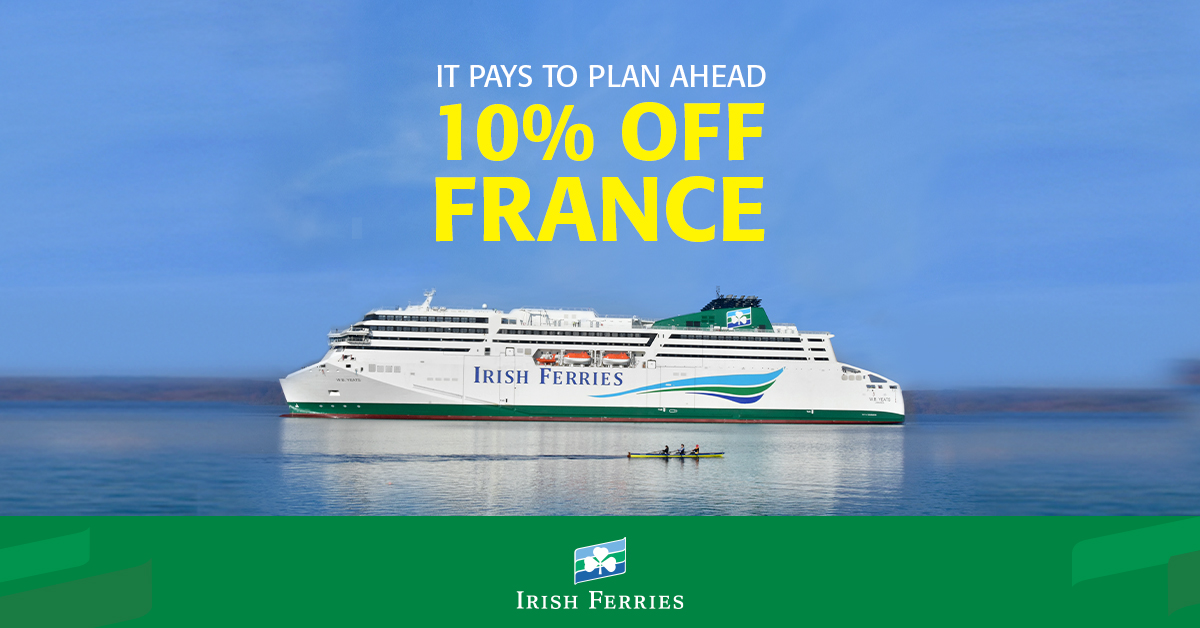 IT PAYS TO PLAN AHEAD
10% OFF
FRANCE
IRISH FERRIES
IRISH FERRIES